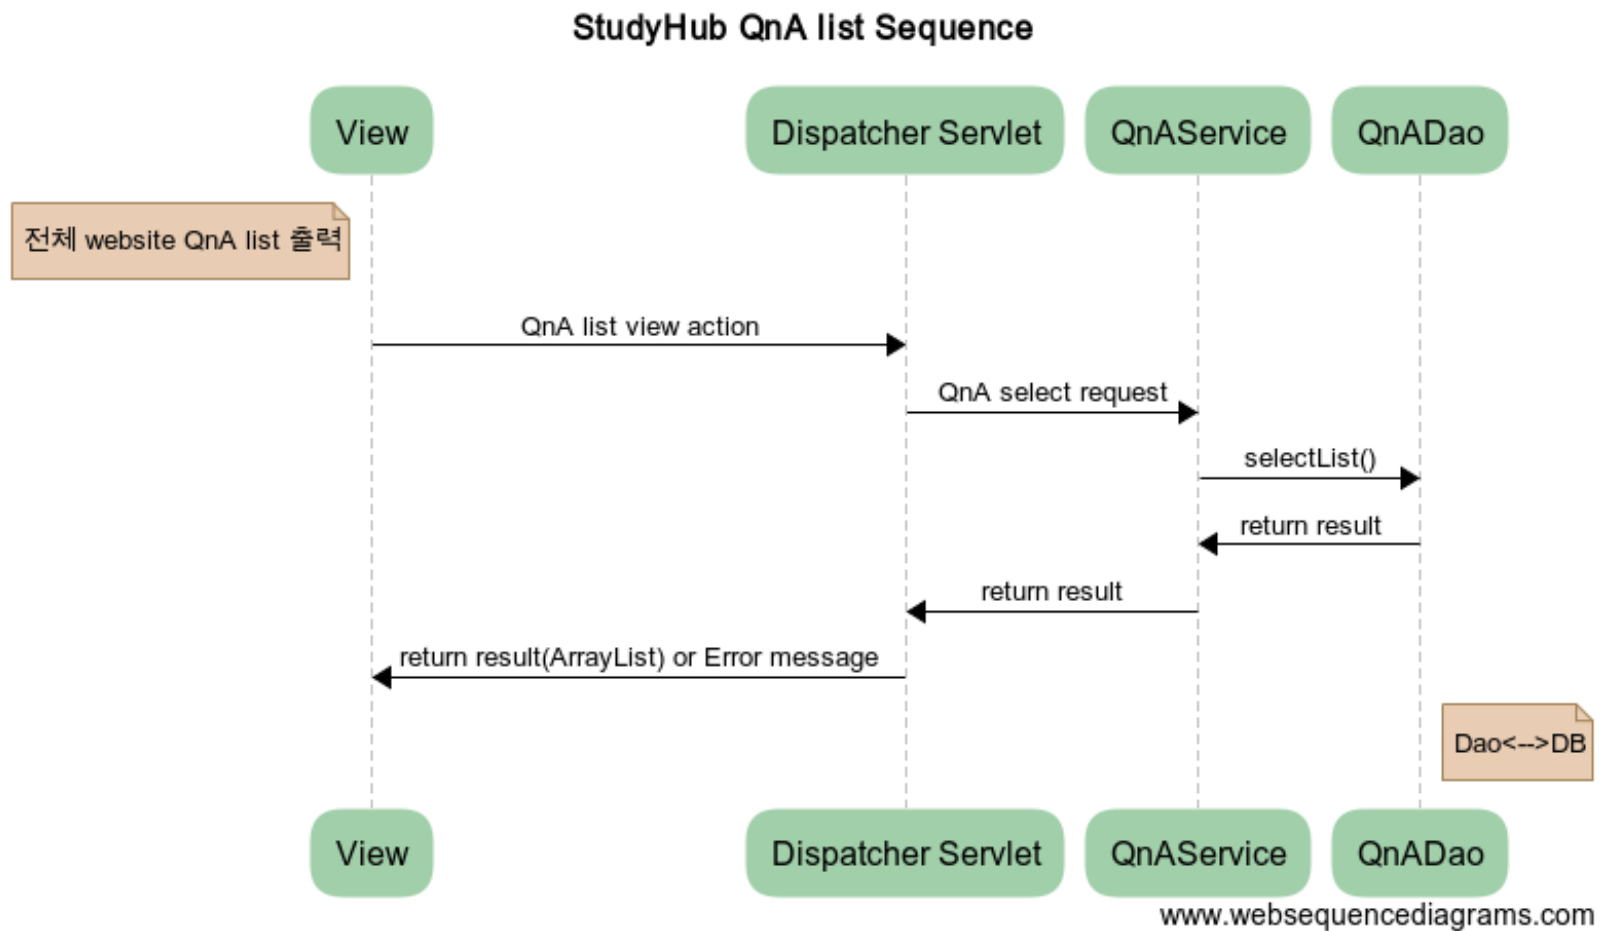 StudyHub QnA list Sequence
View
Dispatcher Servlet
QnAService
QnADao
전체 website QnA list 출력
QnA list view action
QnA select request
selectList()
return result
return result
return result(ArrayList) or Error message
Dao<-->DB
View
Dispatcher Servlet
QnAService
QnADao
www.websequencediagrams.com